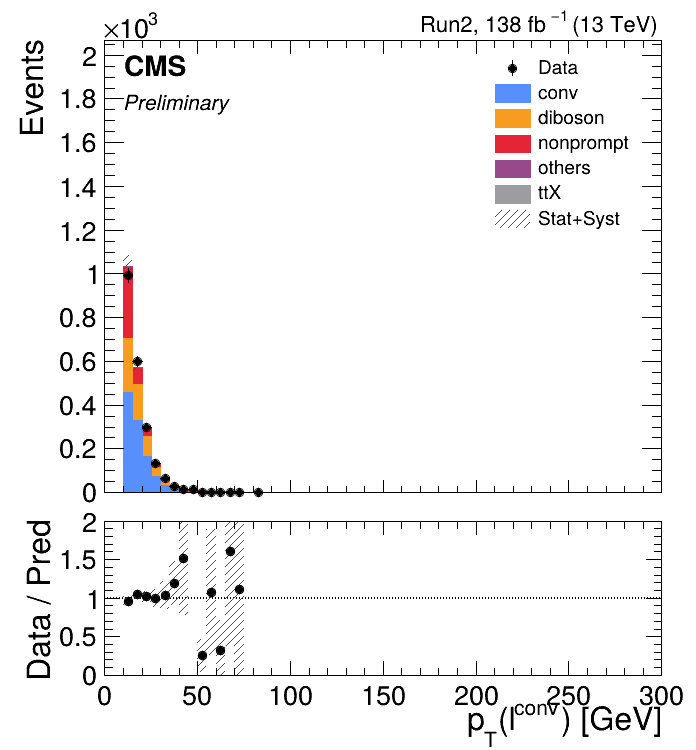 ×10³
Run2, 138 fb⁻¹ (13 TeV)
Events
CMS
Preliminary
Data
conv
diboson
nonprompt
others
ttX
Stat+Syst
2
1.8
1.6
1.4
1.2
1
0.8
0.6
0.4
0.2
0
Data / Pred
2
1.5
1
0.5
0
0 50 100 150 200 250 300
p_T(l^conv) [GeV]